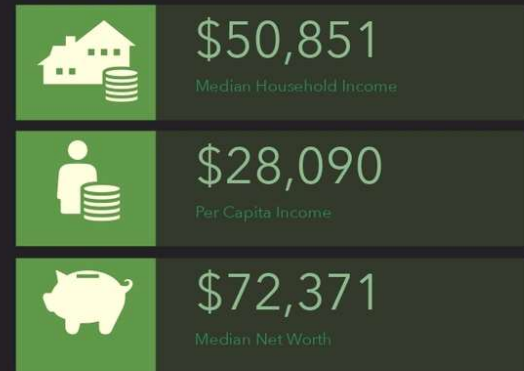 $50,851
Median Household Income
$28,090
Per Capita Income
$72,371
Median Net Worth